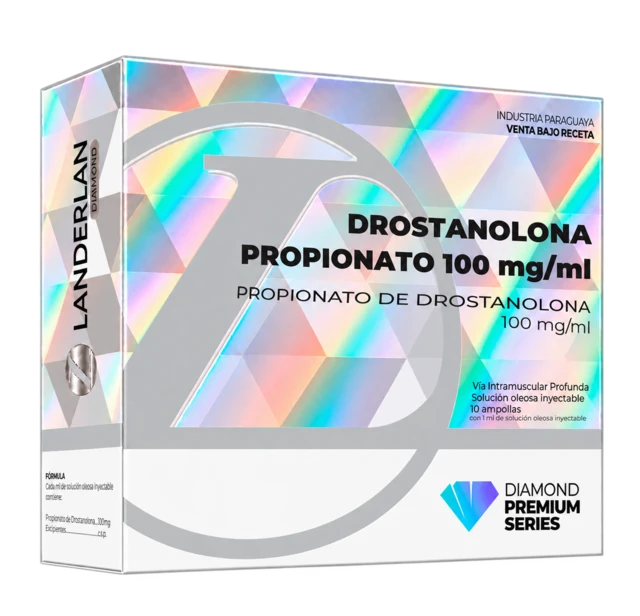 INDUSTRIA PARAGUAYA
VENTA BAJO RECETA
LANDERLAN
DIAMOND
DROSTANOLONA
PROPIONATO 100 mg/ml
PROPIONATO DE DROSTANOLONA
100 mg/ml
Vía Intramuscular Profunda
Solución oleosa inyectable
10 ampollas
con 1 ml de solución oleosa inyectable
FÓRMULA
Cada ml de solución oleosa inyectable
contiene:
Propionato de Drostanolona...100mg
Excipientes..........................c.s.p.
DIAMOND
PREMIUM
SERIES